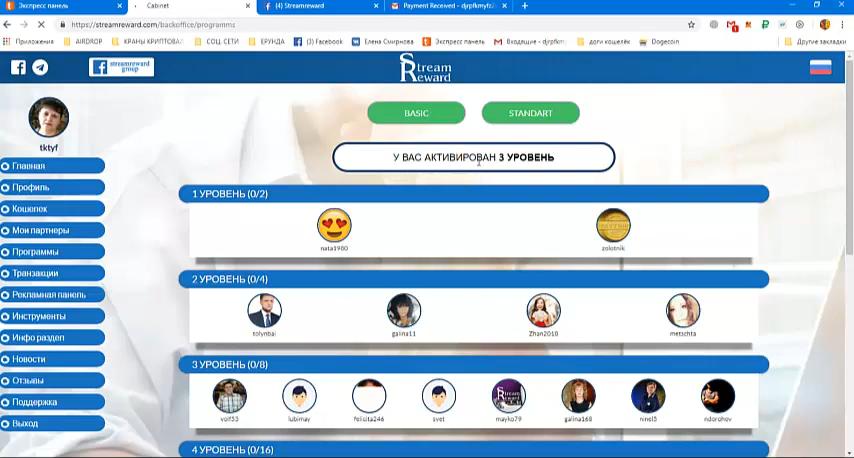 Экспресс панель
Cabinet
(4) Streamreward
Payment Received - djrpfkmyfz
https://streamreward.com/backoffice/programms
Приложения
AIRDROP
КРАНЫ КРИПТОВАЛ
СОЦ. СЕТИ
ЕРУНДА
(3) Facebook
Елена Смирнова
Экспресс панель
Входящие - djrpfkm
доги кошелёк
Dogecoin
Другие закладки
streamreward
group
Stream
Reward
BASIC
STANDART
tktyf
У ВАС АКТИВИРОВАН 3 УРОВЕНЬ
Главная
Профиль
Кошелек
Мои партнеры
Программы
Транзакции
Рекламная панель
Инструменты
Инфо раздел
Новости
Отзывы
Поддержка
Выход
1 УРОВЕНЬ (0/2)
nata1980
zolotnik
2 УРОВЕНЬ (0/4)
tolynbai
galina11
Zhan2018
metschta
3 УРОВЕНЬ (0/8)
volf53
lubimay
felicita246
svet
mayko79
galina168
ninel5
ndorohov
4 УРОВЕНЬ (0/16)